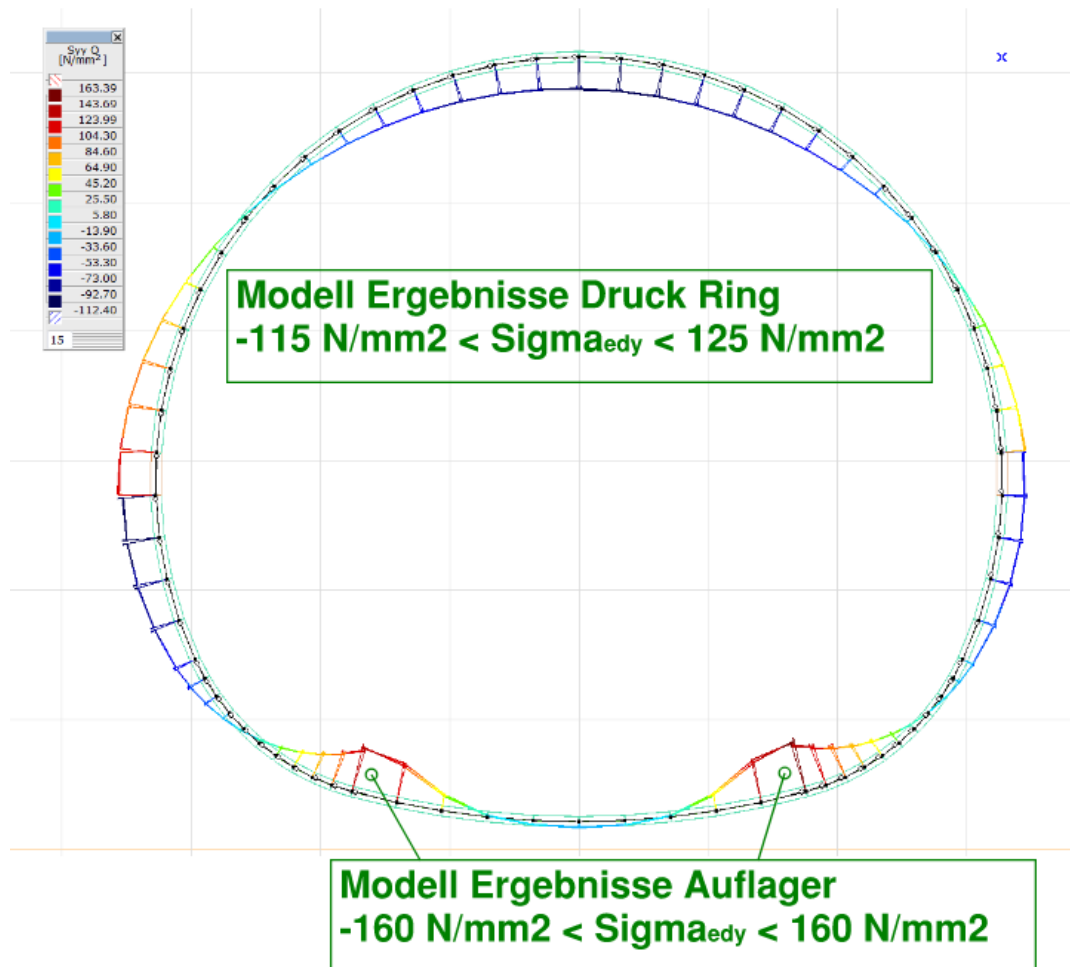 Syy Q
[N/mm²]
163.39
143.69
123.99
104.30
84.60
64.90
45.20
25.50
5.80
-13.90
-33.60
-53.30
-73.00
-92.70
-112.40
15
x
Modell Ergebnisse Druck Ring
-115 N/mm2 < Sigmaedy < 125 N/mm2
Modell Ergebnisse Auflager
-160 N/mm2 < Sigmaedy < 160 N/mm2